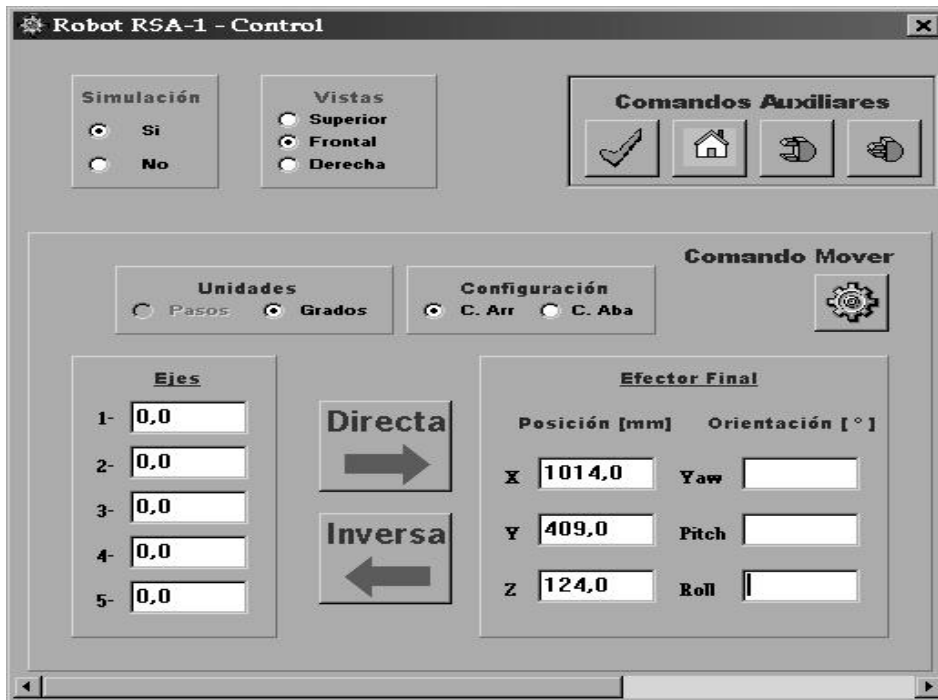 Robot RSA-1 - Control
Simulación
Si
No
Vistas
Superior
Frontal
Derecha
Comandos Auxiliares
Comando Mover
Unidades
Pasos
Grados
Configuración
C. Arr
C. Aba
Ejes
1- 0,0
2- 0,0
3- 0,0
4- 0,0
5- 0,0
Directa
Inversa
Efector Final
Posición [mm]
Orientación [°]
X 1014,0
Yaw
Y 409,0
Pitch
Z 124,0
Roll